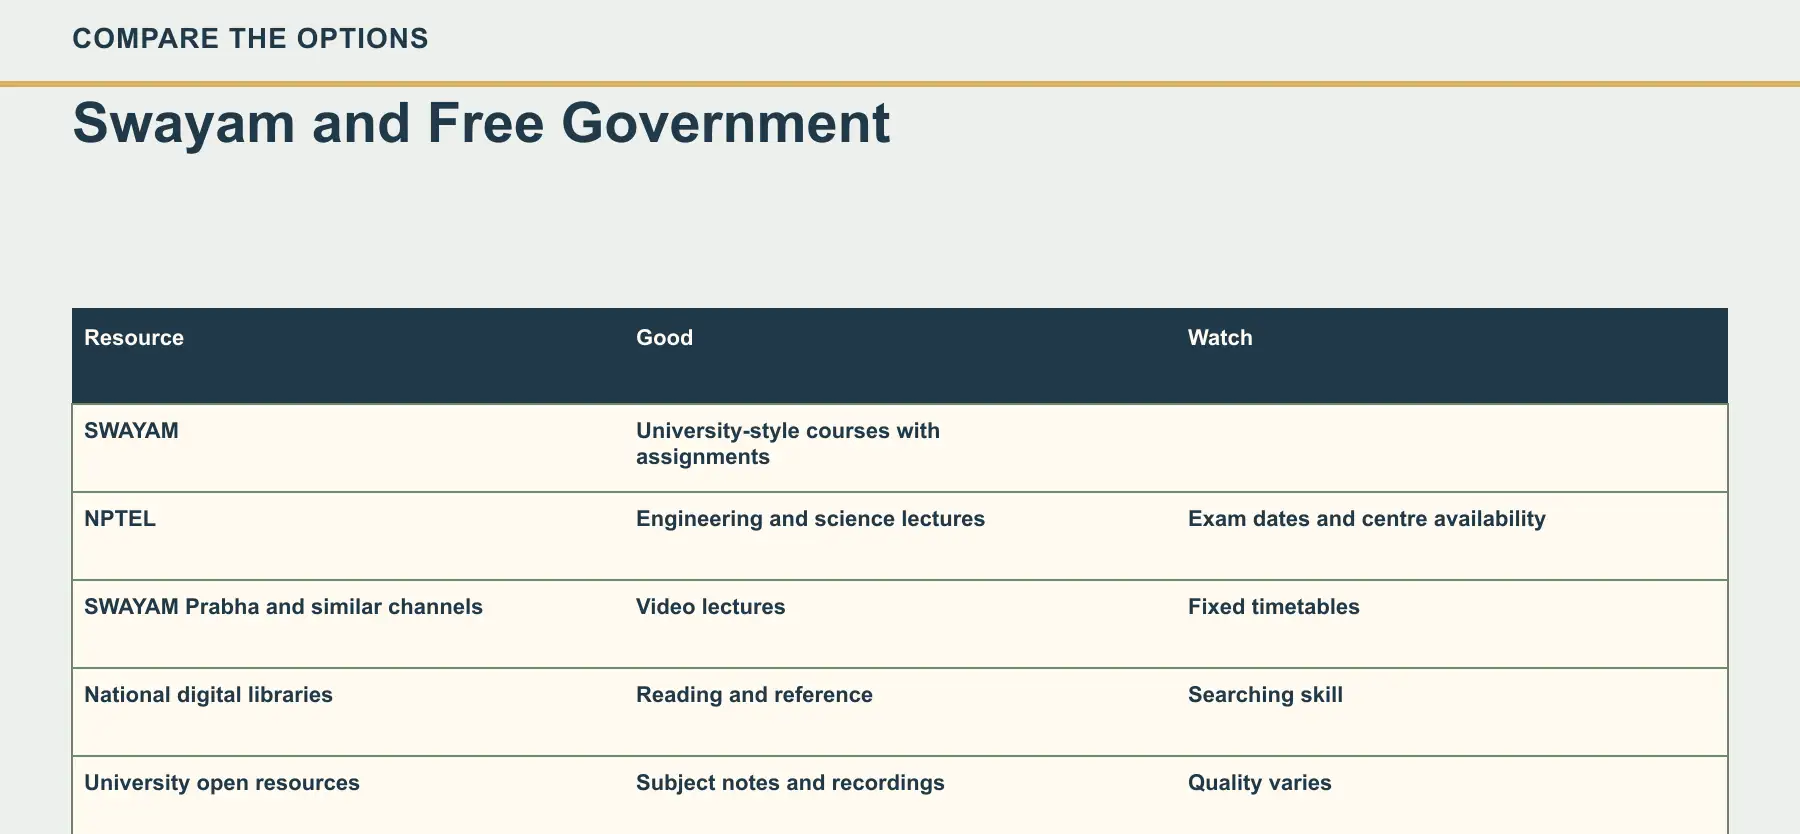 COMPARE THE OPTIONS
Swayam and Free Government
Resource Good Watch
SWAYAM University-style courses with
assignments
NPTEL Engineering and science lectures Exam dates and centre availability
SWAYAM Prabha and similar channels Video lectures Fixed timetables
National digital libraries Reading and reference Searching skill
University open resources Subject notes and recordings Quality varies